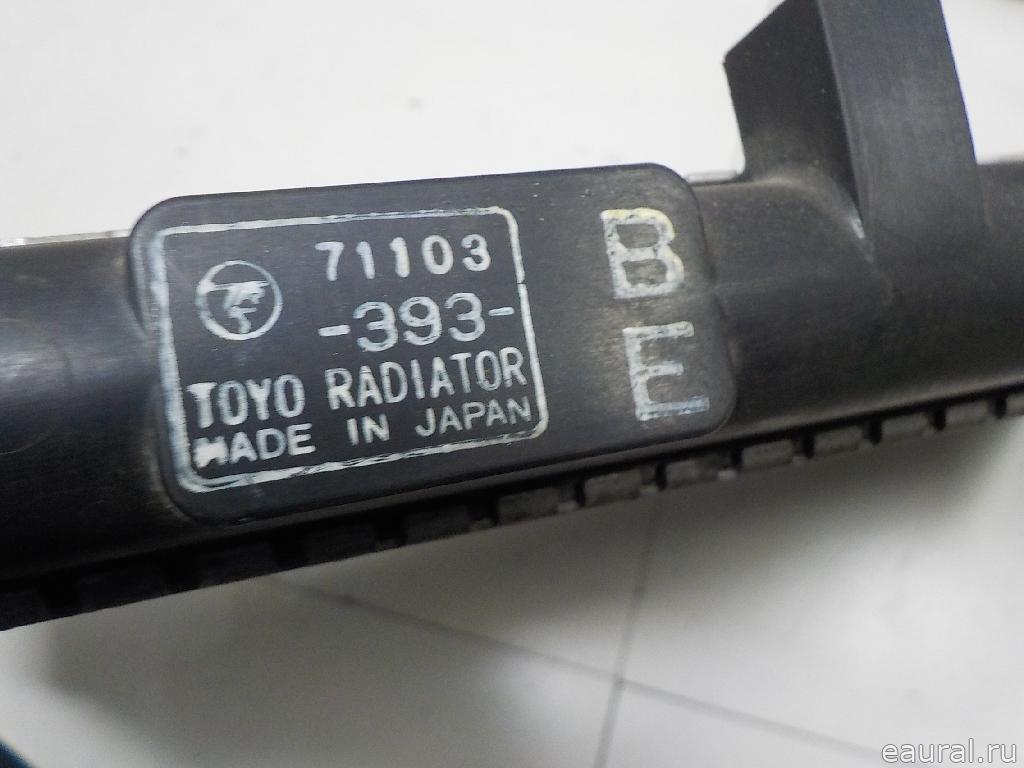 71103
-393-
TOYO RADIATOR
MADE IN JAPAN
B
E
eaural.ru